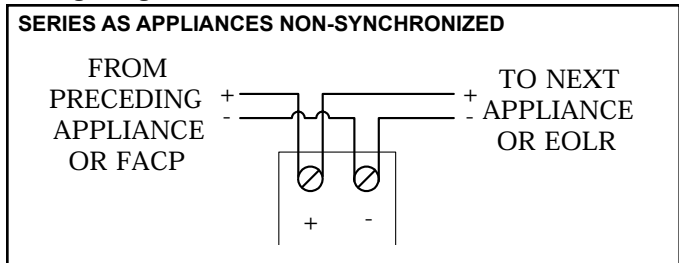 SERIES AS APPLIANCES NON-SYNCHRONIZED
FROM
PRECEDING
APPLIANCE
OR FACP
+
-
TO NEXT
APPLIANCE
OR EOLR
+
-
+ -